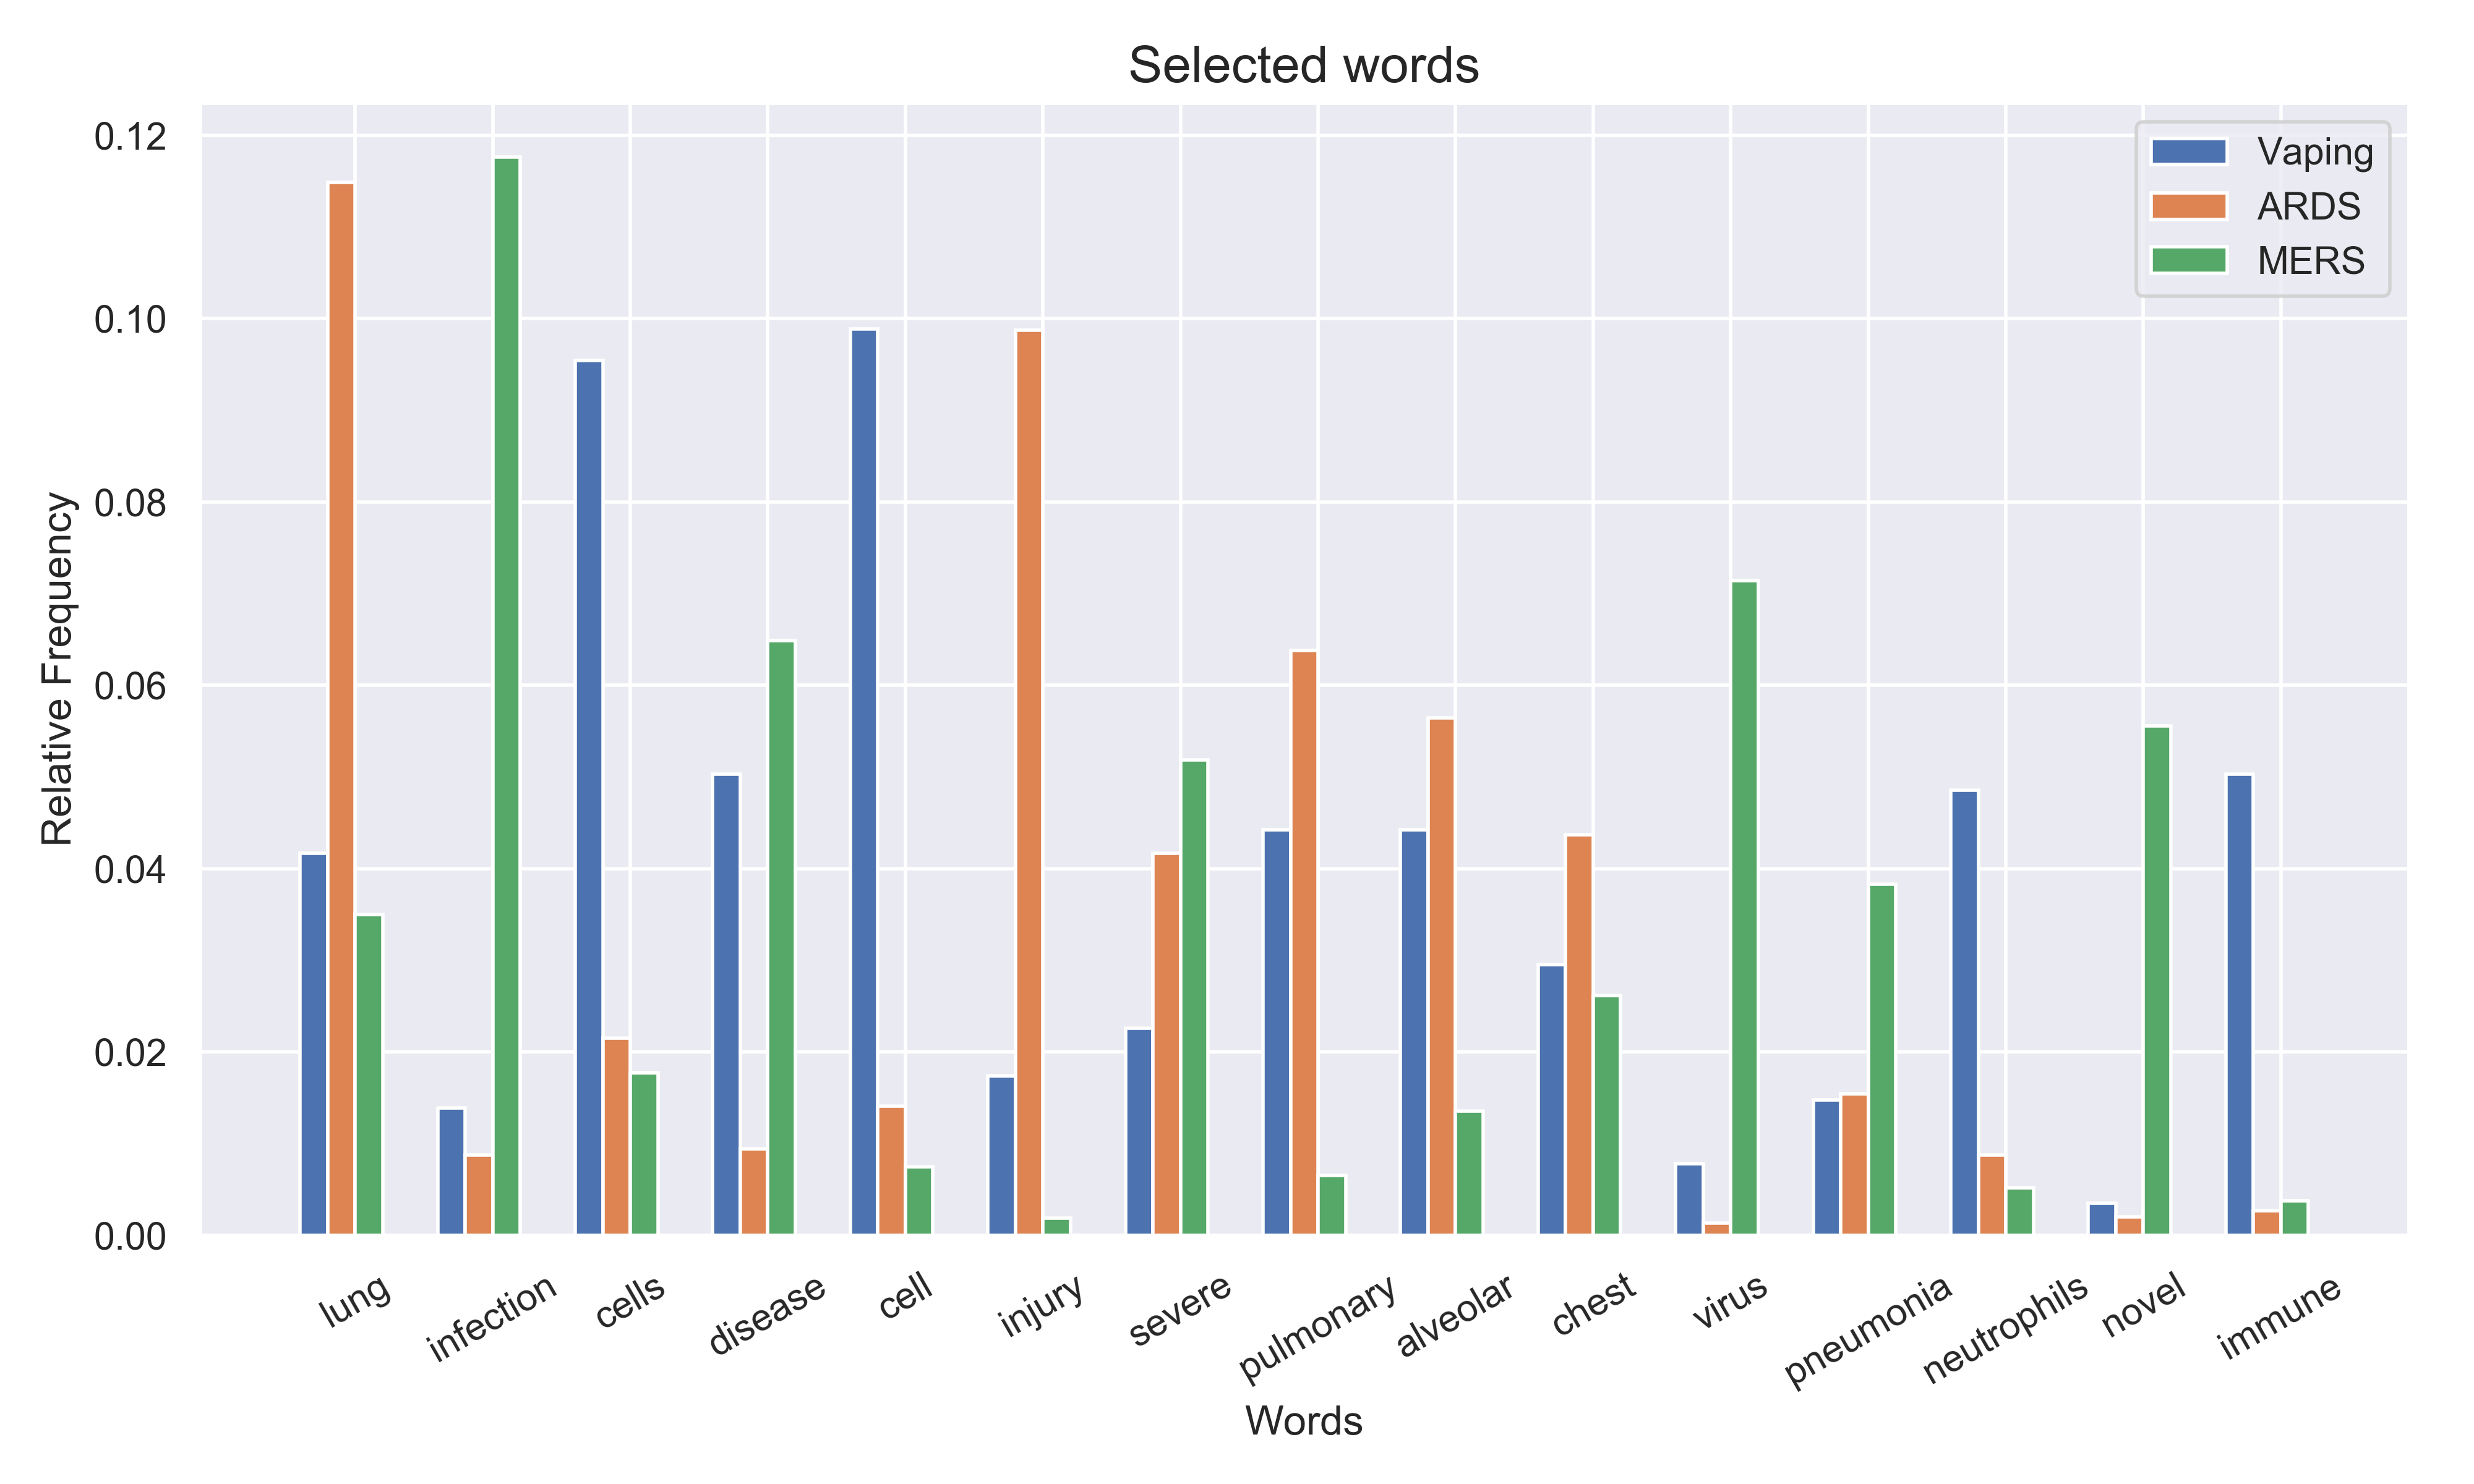 Selected words
0.12
0.10
0.08
0.06
0.04
0.02
0.00
Relative Frequency
Vaping
ARDS
MERS
lung
infection
cells
disease
cell
injury
severe
pulmonary
alveolar
chest
virus
pneumonia
neutrophils
novel
immune
Words